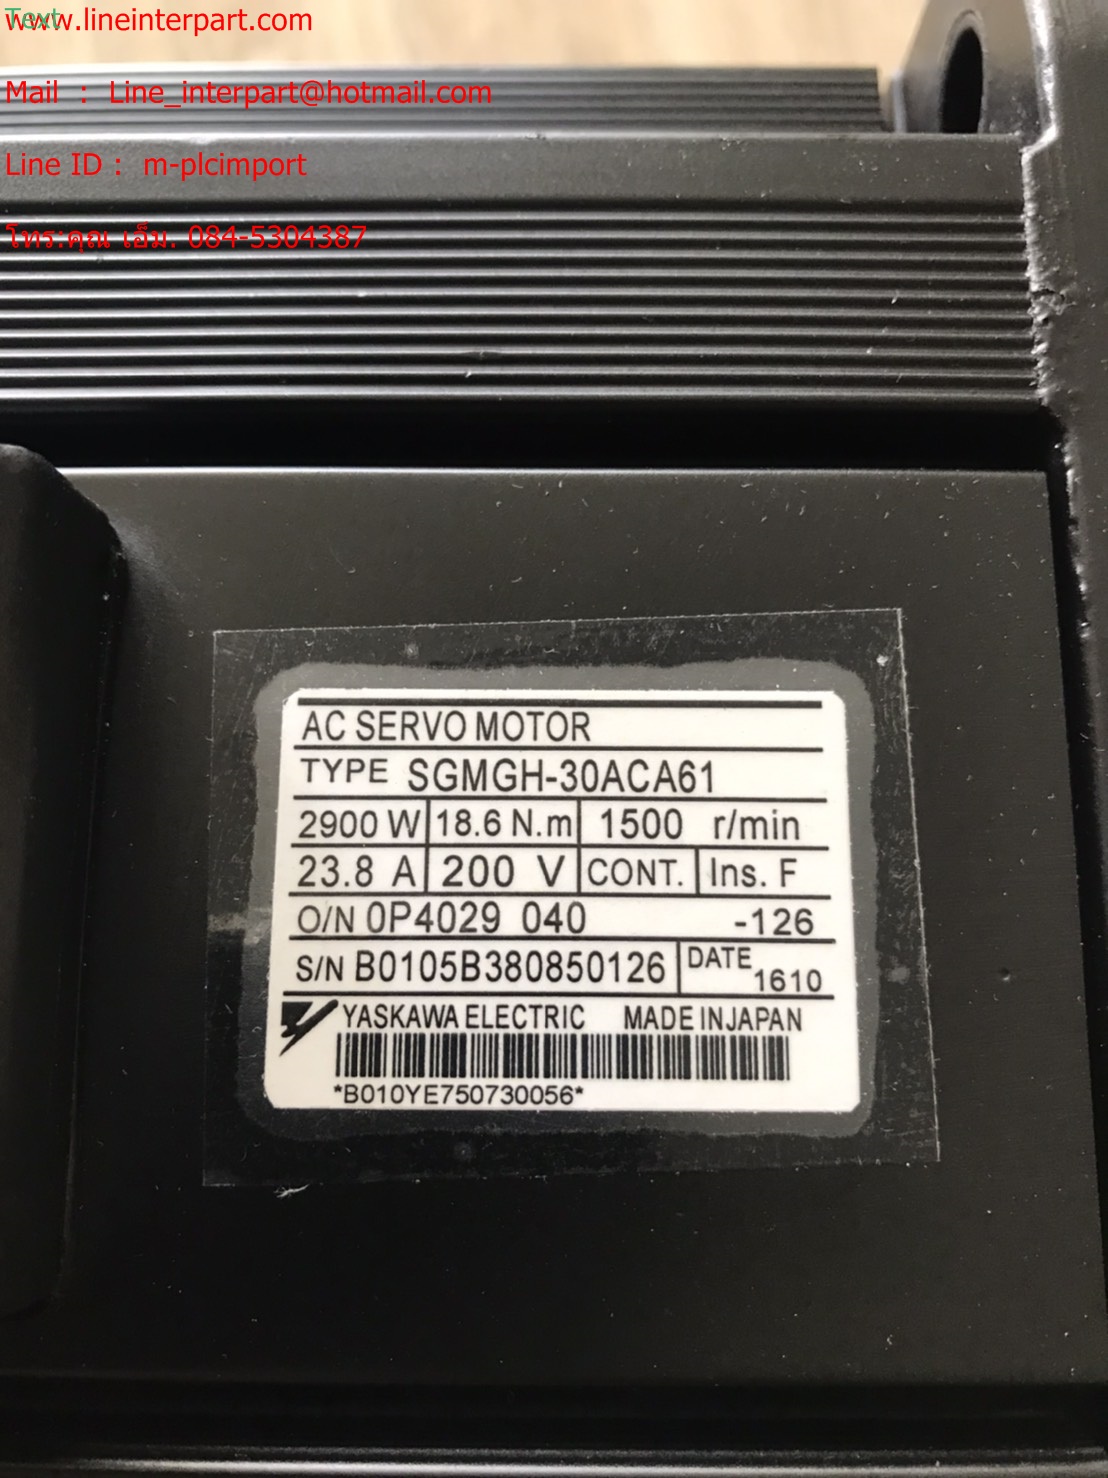 Text
www.lineinterpart.com
Mail : Line_interpart@hotmail.com
Line ID : m-plcimport
โทร:คุณ เอ็ม. 084-5304387
AC SERVO MOTOR
TYPE SGMGH-30ACA61
2900 W 18.6 N.m 1500 r/min
23.8 A 200 V CONT. Ins. F
O/N 0P4029 040 -126
S/N B0105B380850126 DATE 1610
YASKAWA ELECTRIC MADE IN JAPAN
*B010YE750730056*